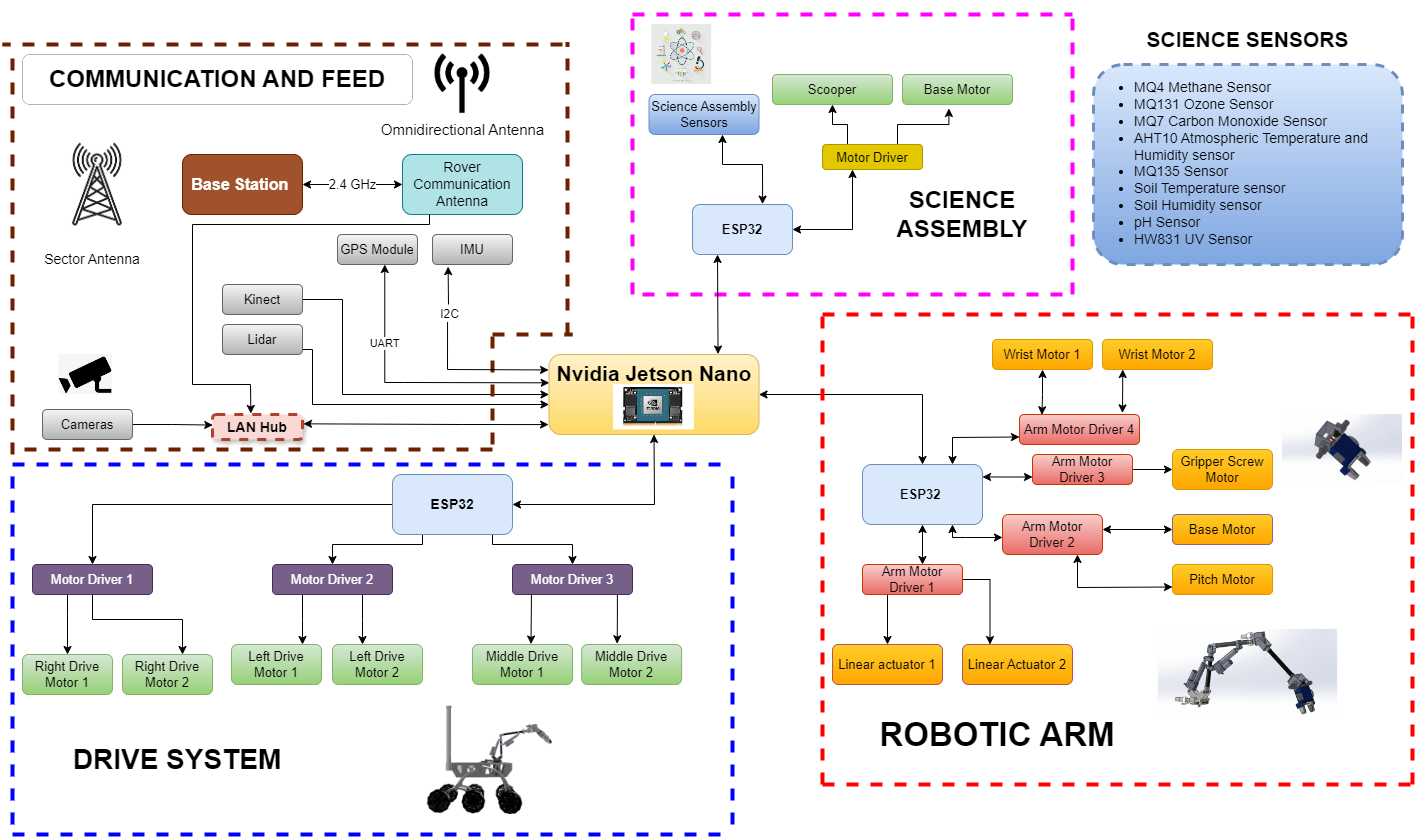 COMMUNICATION AND FEED
Omnidirectional Antenna
Sector Antenna
Base Station
2.4 GHz
Rover
Communication
Antenna
GPS Module
IMU
Kinect
Lidar
UART
I2C
Cameras
LAN Hub
Nvidia Jetson Nano
Science Assembly
Sensors
Scooper
Base Motor
Motor Driver
ESP32
SCIENCE
ASSEMBLY
SCIENCE SENSORS
• MQ4 Methane Sensor
• MQ131 Ozone Sensor
• MQ7 Carbon Monoxide Sensor
• AHT10 Atmospheric Temperature and
Humidity sensor
• MQ135 Sensor
• Soil Temperature sensor
• Soil Humidity sensor
• pH Sensor
• HW831 UV Sensor
ESP32
Motor Driver 1
Motor Driver 2
Motor Driver 3
Right Drive
Motor 1
Right Drive
Motor 2
Left Drive
Motor 1
Left Drive
Motor 2
Middle Drive
Motor 1
Middle Drive
Motor 2
DRIVE SYSTEM
Wrist Motor 1
Wrist Motor 2
Arm Motor Driver 4
ESP32
Arm Motor
Driver 3
Gripper Screw
Motor
Arm Motor
Driver 2
Base Motor
Pitch Motor
Arm Motor
Driver 1
Linear actuator 1
Linear Actuator 2
ROBOTIC ARM